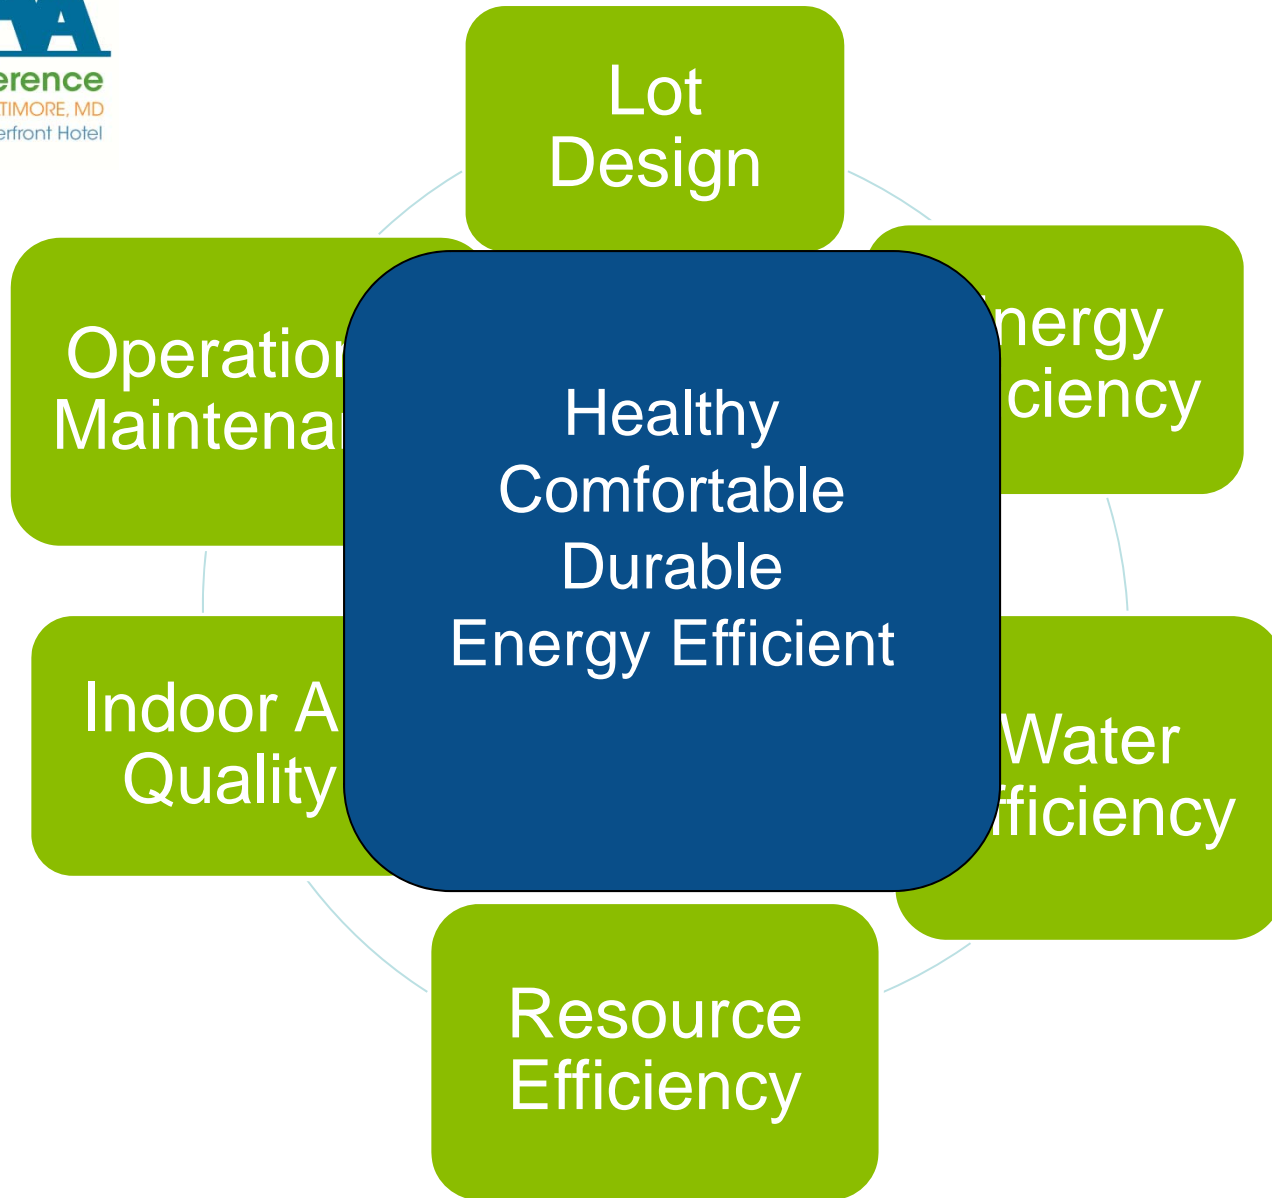 erence
TIMORE, MD
erfront Hotel
Lot
Design
nergy
ciency
Operation
Maintena
Healthy
Comfortable
Durable
Energy Efficient
Indoor A
Quality
Water
fficiency
Resource
Efficiency